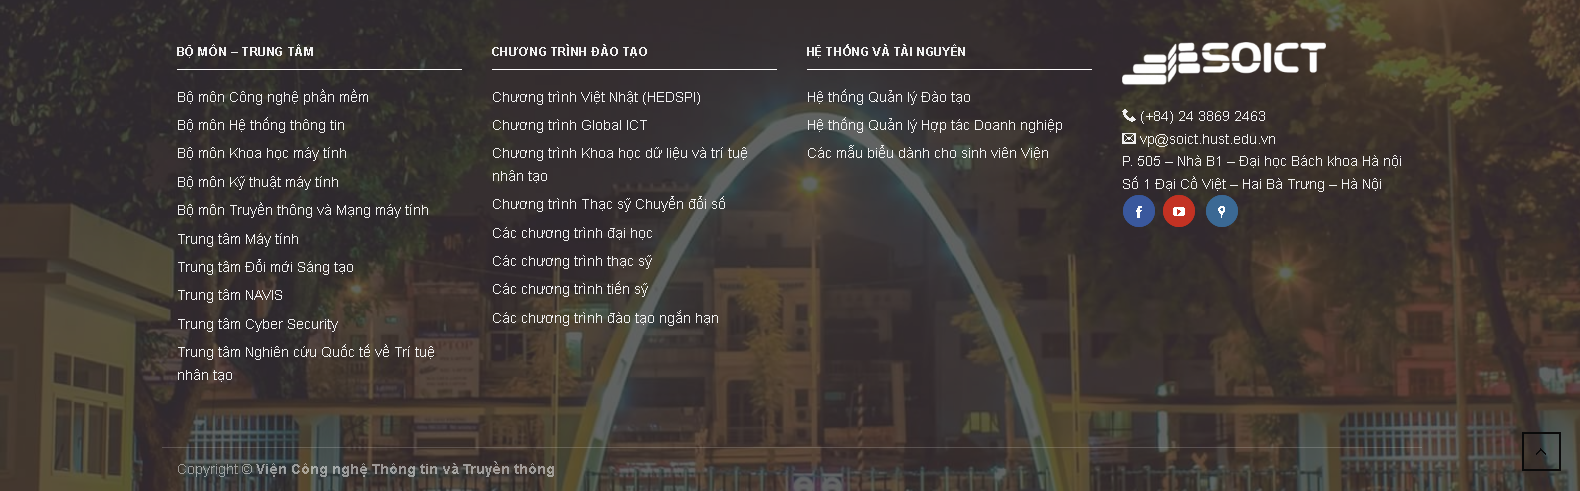 BỘ MÔN – TRUNG TÂM
Bộ môn Công nghệ phần mềm
Bộ môn Hệ thống thông tin
Bộ môn Khoa học máy tính
Bộ môn Kỹ thuật máy tính
Bộ môn Truyền thông và Mạng máy tính
Trung tâm Máy tính
Trung tâm Đổi mới Sáng tạo
Trung tâm NAVIS
Trung tâm Cyber Security
Trung tâm Nghiên cứu Quốc tế về Trí tuệ
nhân tạo
CHƯƠNG TRÌNH ĐÀO TẠO
Chương trình Việt Nhật (HEDSPI)
Chương trình Global ICT
Chương trình Khoa học dữ liệu và trí tuệ
nhân tạo
Chương trình Thạc sỹ Chuyển đổi số
Các chương trình đại học
Các chương trình thạc sỹ
Các chương trình tiến sỹ
Các chương trình đào tạo ngắn hạn
HỆ THỐNG VÀ TÀI NGUYÊN
Hệ thống Quản lý Đào tạo
Hệ thống Quản lý Hợp tác Doanh nghiệp
Các mẫu biểu dành cho sinh viên Viện
SOICT
(+84) 24 3869 2463
vp@soict.hust.edu.vn
P. 505 – Nhà B1 – Đại học Bách khoa Hà nội
Số 1 Đại Cồ Việt – Hai Bà Trưng – Hà Nội
Copyright © Viện Công nghệ Thông tin và Truyền thông